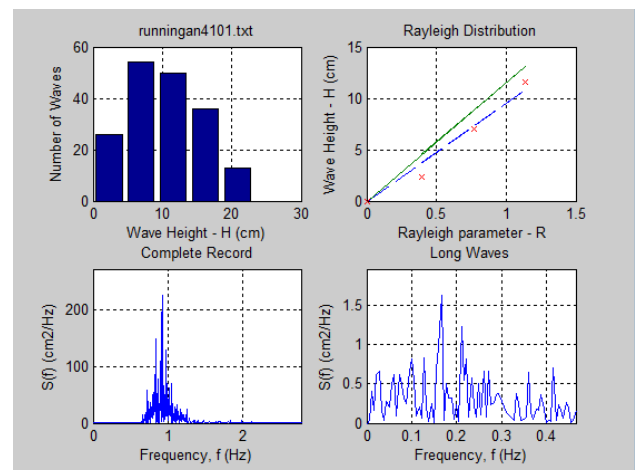 runningan4101.txt
60
40
20
0
Number of Waves
0 10 20 30
Wave Height - H (cm)
Rayleigh Distribution
15
10
5
0
Wave Height - H (cm)
0 0.5 1 1.5
Rayleigh parameter - R
Complete Record
200
100
0
S(f) (cm2/Hz)
0 1 2
Frequency, f (Hz)
Long Waves
1.5
1
0.5
0
S(f) (cm2/Hz)
0 0.1 0.2 0.3 0.4
Frequency, f (Hz)